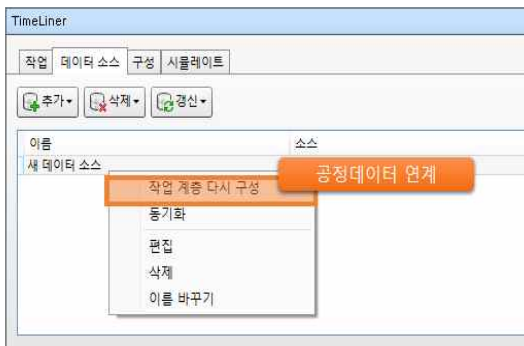 TimeLiner
작업 데이터 소스 구성 시뮬레이트
추가 삭제 갱신
이름 소스
새 데이터 소스
공정데이터 연계
작업 계층 다시 구성
동기화
편집
삭제
이름 바꾸기